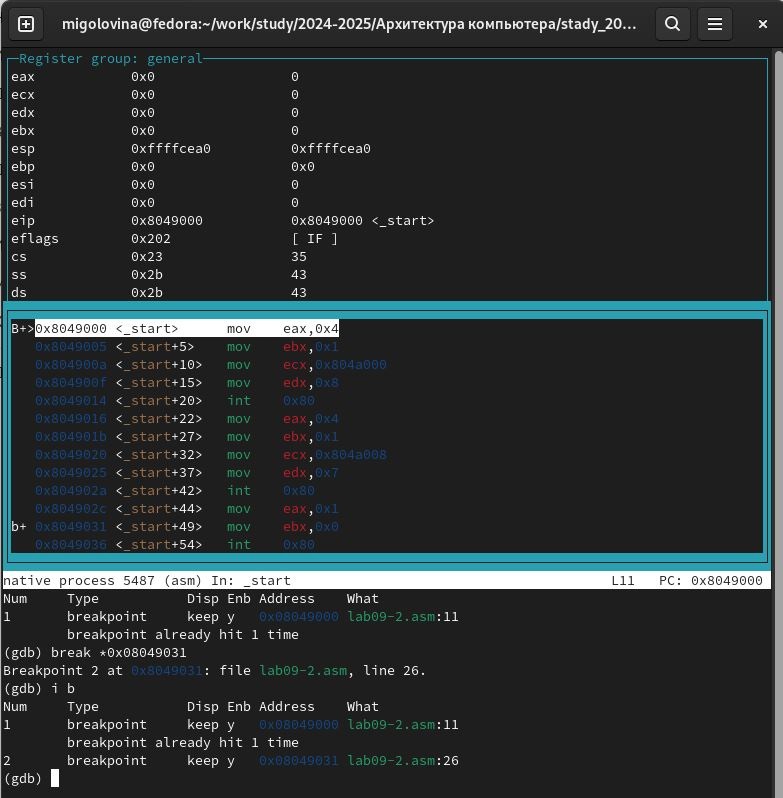 migolovina@fedora:~/work/study/2024-2025/Архитектура компьютера/stady_20...
Register group: general
eax 0x0 0
ecx 0x0 0
edx 0x0 0
ebx 0x0 0
esp 0xffffcea0 0xffffcea0
ebp 0x0 0x0
esi 0x0 0
edi 0x0 0
eip 0x8049000 0x8049000 <_start>
eflags 0x202 [ IF ]
cs 0x23 35
ss 0x2b 43
ds 0x2b 43
B+>0x8049000 <_start> mov eax,0x4
0x8049005 <_start+5> mov ebx,0x1
0x804900a <_start+10> mov ecx,0x804a000
0x804900f <_start+15> mov edx,0x8
0x8049014 <_start+20> int 0x80
0x8049016 <_start+22> mov eax,0x4
0x804901b <_start+27> mov ebx,0x1
0x8049020 <_start+32> mov ecx,0x804a008
0x8049025 <_start+37> mov edx,0x7
0x804902a <_start+42> int 0x80
0x804902c <_start+44> mov eax,0x1
b+ 0x8049031 <_start+49> mov ebx,0x0
0x8049036 <_start+54> int 0x80
native process 5487 (asm) In: _start L11 PC: 0x8049000
Num Type Disp Enb Address What
1 breakpoint keep y 0x08049000 lab09-2.asm:11
breakpoint already hit 1 time
(gdb) break *0x08049031
Breakpoint 2 at 0x8049031: file lab09-2.asm, line 26.
(gdb) i b
Num Type Disp Enb Address What
1 breakpoint keep y 0x08049000 lab09-2.asm:11
breakpoint already hit 1 time
2 breakpoint keep y 0x08049031 lab09-2.asm:26
(gdb)